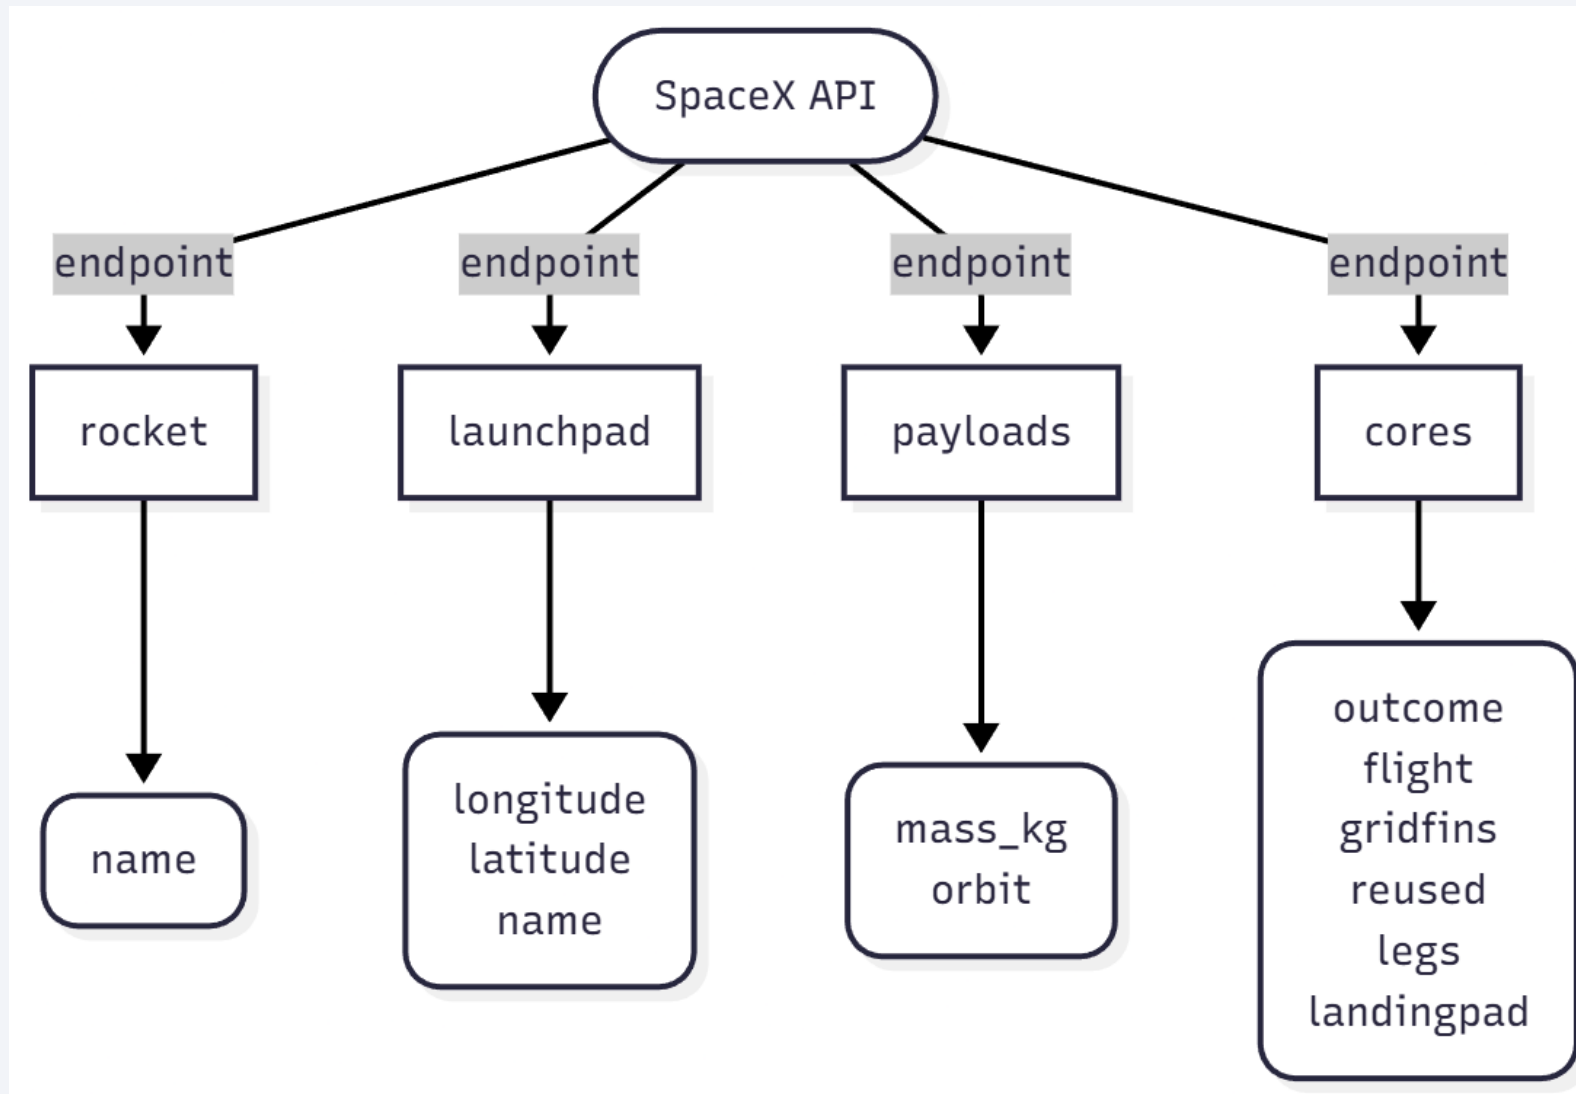 SpaceX API
endpoint
endpoint
endpoint
endpoint
rocket
launchpad
payloads
cores
name
longitude
latitude
name
mass_kg
orbit
outcome
flight
gridfins
reused
legs
landingpad